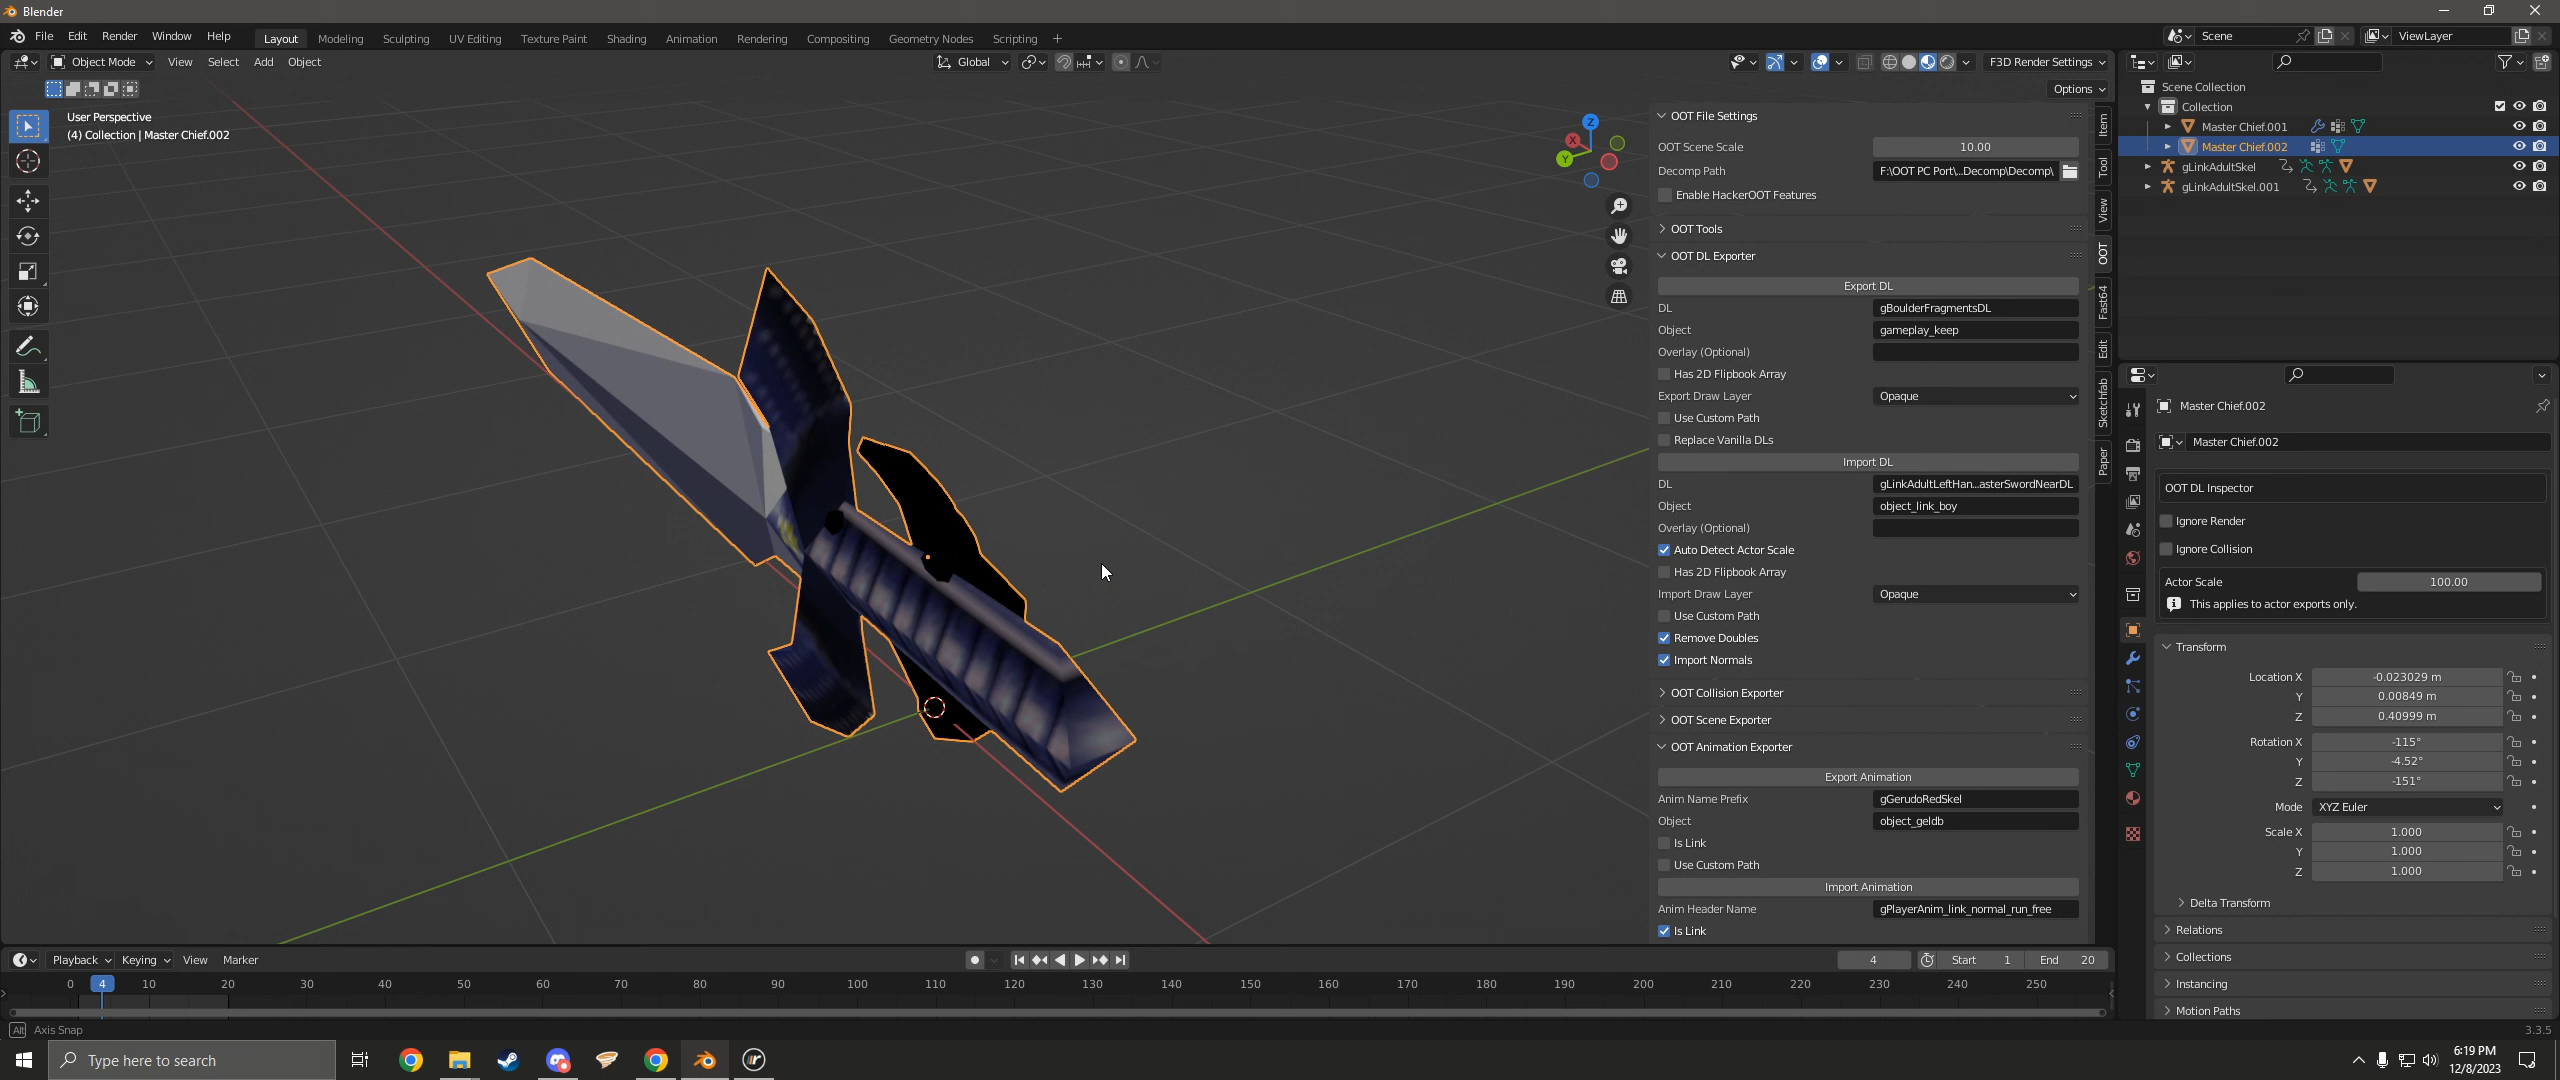 Blender
File Edit Render Window Help Layout Modeling Sculpting UV Editing Texture Paint Shading Animation Rendering Compositing Geometry Nodes Scripting +
Scene ViewLayer
Object Mode View Select Add Object Global F3D Render Settings
Options
User Perspective
(4) Collection | Master Chief.002
Z
X
Y
OOT File Settings
OOT Scene Scale 10.00
Decomp Path F:\OOT PC Port\...Decomp\Decomp\
Enable HackerOOT Features
OOT Tools
OOT DL Exporter
Export DL
DL gBoulderFragmentsDL
Object gameplay_keep
Overlay (Optional)
Has 2D Flipbook Array
Export Draw Layer Opaque
Use Custom Path
Replace Vanilla DLs
Import DL
DL gLinkAdultLeftHan...asterSwordNearDL
Object object_link_boy
Overlay (Optional)
Auto Detect Actor Scale
Has 2D Flipbook Array
Import Draw Layer Opaque
Use Custom Path
Remove Doubles
Import Normals
OOT Collision Exporter
OOT Scene Exporter
OOT Animation Exporter
Export Animation
Anim Name Prefix gGerudoRedSkel
Object object_geldb
Is Link
Use Custom Path
Import Animation
Anim Header Name gPlayerAnim_link_normal_run_free
Is Link
Item
Tool
View
OOT
Fast64
Edit
Sketchfab
Paper
Scene Collection
Collection
Master Chief.001
Master Chief.002
gLinkAdultSkel
gLinkAdultSkel.001
Master Chief.002
Master Chief.002
OOT DL Inspector
Ignore Render
Ignore Collision
Actor Scale 100.00
This applies to actor exports only.
Transform
Location X -0.023029 m
Y 0.00849 m
Z 0.40999 m
Rotation X -115°
Y -4.52°
Z -151°
Mode XYZ Euler
Scale X 1.000
Y 1.000
Z 1.000
Delta Transform
Relations
Collections
Instancing
Motion Paths
Playback Keying View Marker 4 Start 1 End 20
0 4 10 20 30 40 50 60 70 80 90 100 110 120 130 140 150 160 170 180 190 200 210 220 230 240 250
Alt Axis Snap 3.3.5
Type here to search
6:19 PM
12/8/2023